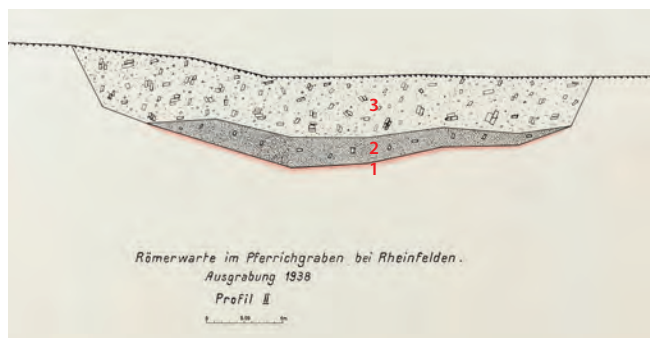 3
2
1
Römerwarte im Pferrichgraben bei Rheinfelden.
Ausgrabung 1938
Profil II